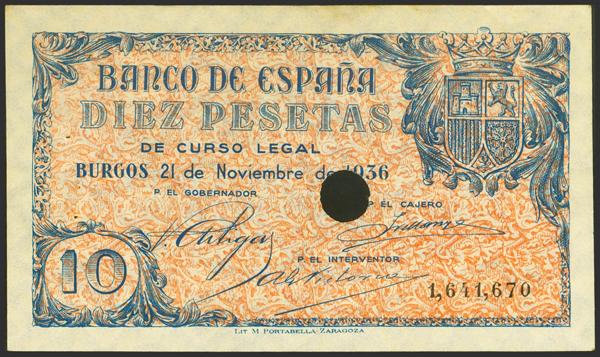 BANCO DE ESPAÑA
DIEZ PESETAS
DE CURSO LEGAL
BURGOS 21 de Noviembre de 1936
P. EL GOBERNADOR
P. EL CAJERO
P. EL INTERVENTOR
10
1,641,670
LIT. M PORTABELLA-ZARAGOZA